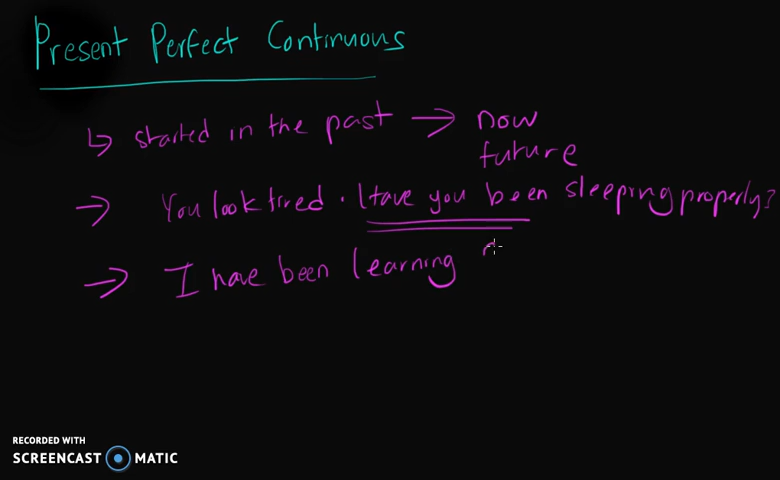 Present Perfect Continuous
↳ started in the past → now
future
→ You look tired. Have you been sleeping properly?
→ I have been learning
RECORDED WITH
SCREENCAST MATIC